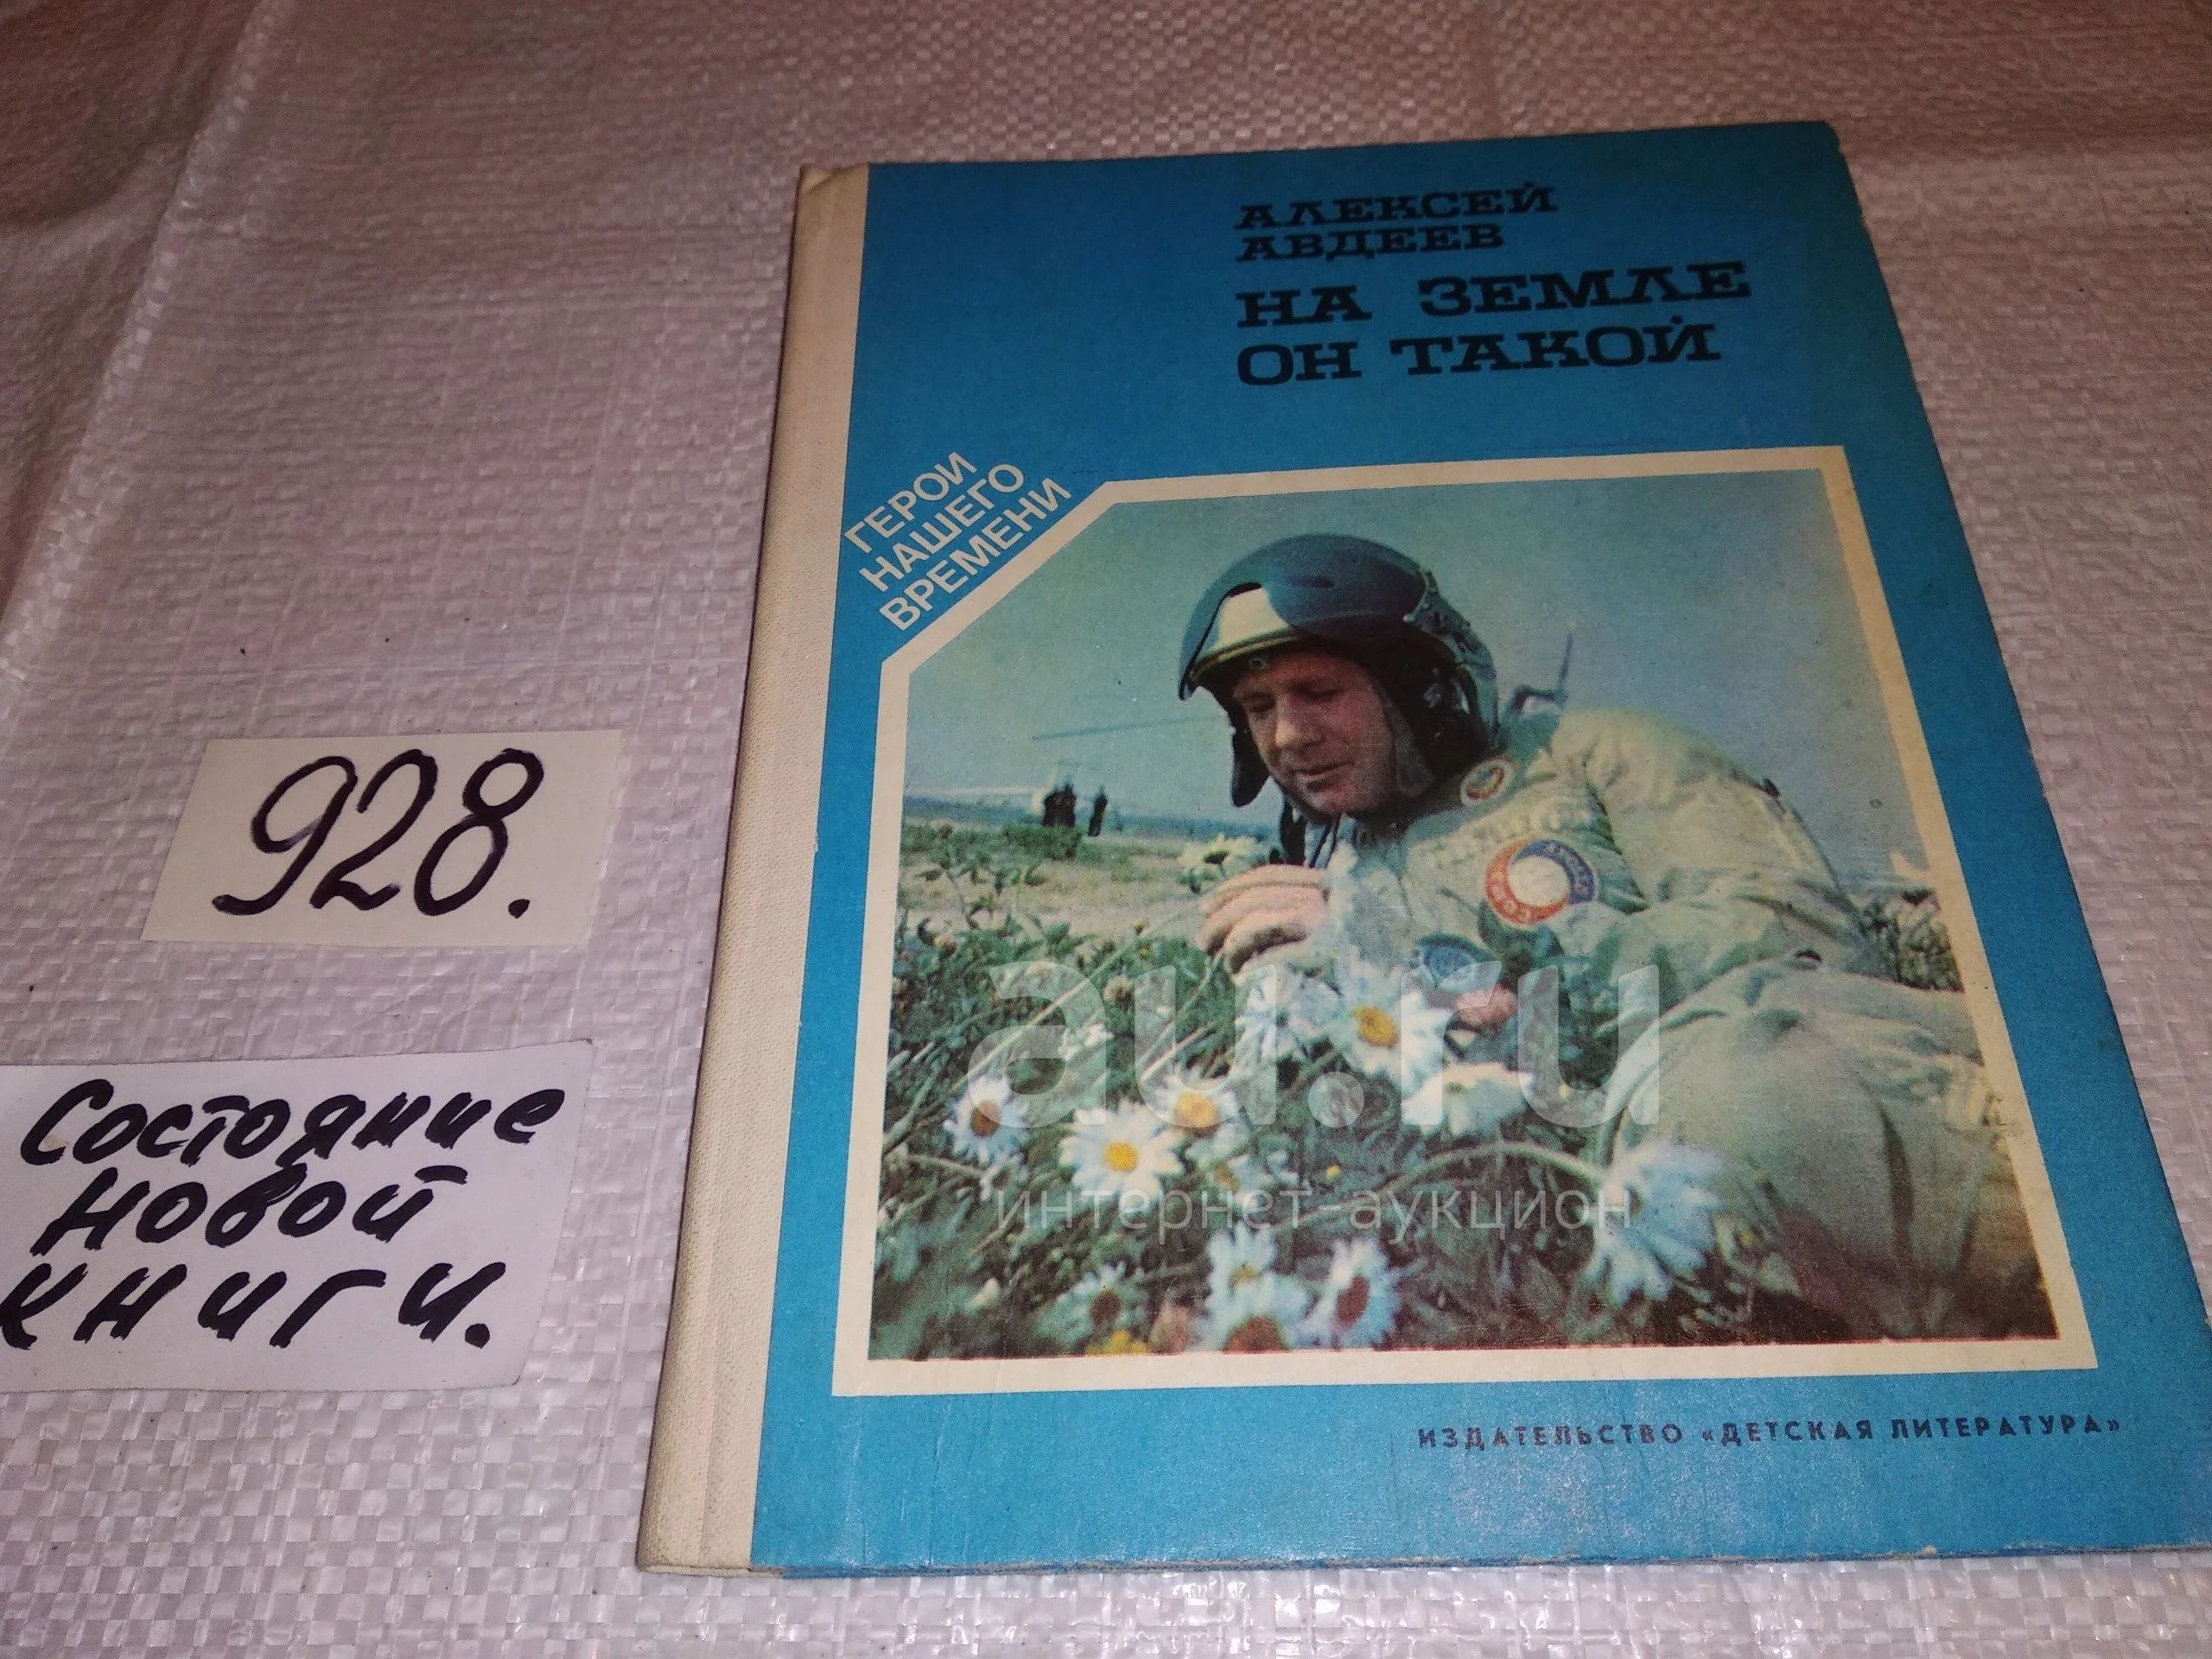 АЛЕКСЕЙ
АВДЕЕВ
НА ЗЕМЛЕ
ОН ТАКОЙ
ГЕРОИ
НАШЕГО
ВРЕМЕНИ
928.
Состояние
новой
книги.
au.ru
интернет-аукцион
ИЗДАТЕЛЬСТВО «ДЕТСКАЯ ЛИТЕРАТУРА»